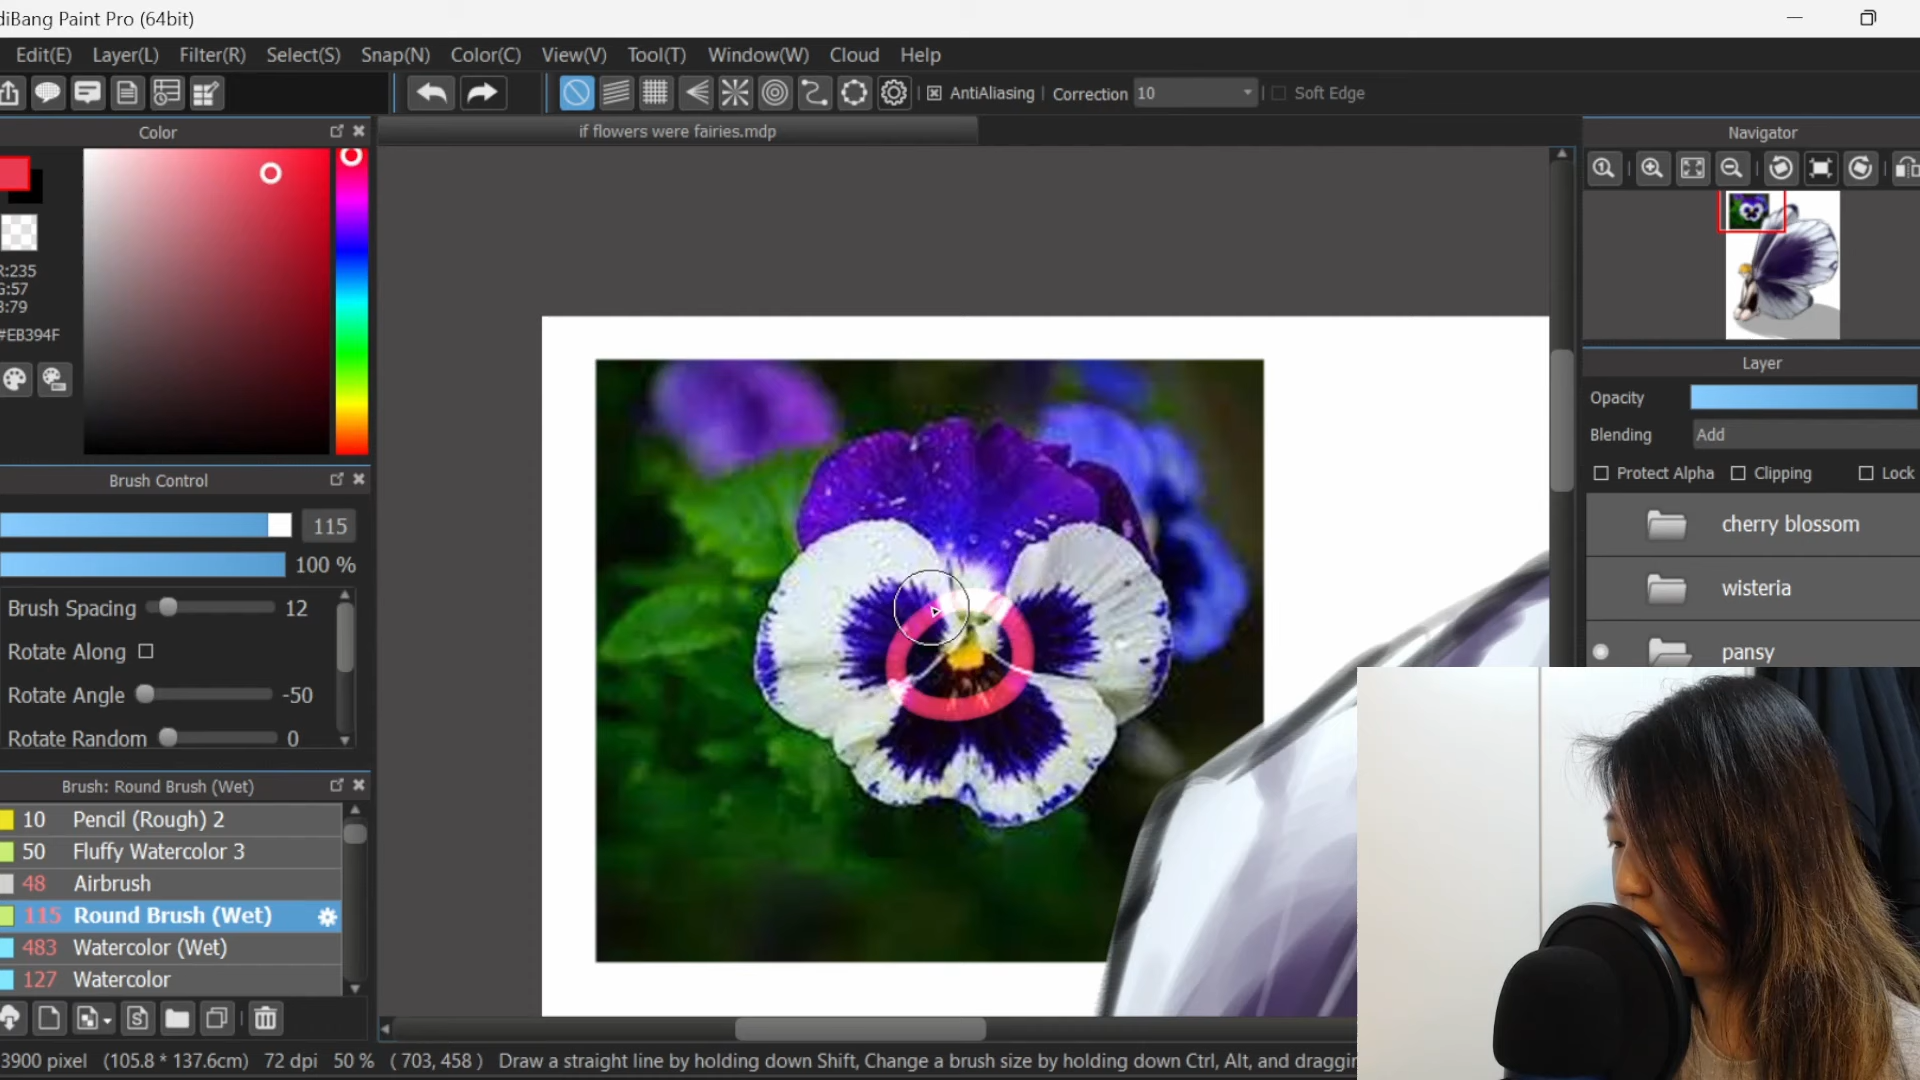 diBang Paint Pro (64bit)
Edit(E) Layer(L) Filter(R) Select(S) Snap(N) Color(C) View(V) Tool(T) Window(W) Cloud Help
AntiAliasing Correction 10 Soft Edge
Color
if flowers were fairies.mdp
Navigator
R:235
G:57
B:79
#EB394F
Layer
Opacity
Blending Add
Protect Alpha Clipping Lock
cherry blossom
wisteria
pansy
Brush Control
115
100 %
Brush Spacing 12
Rotate Along
Rotate Angle -50
Rotate Random 0
Brush: Round Brush (Wet)
10 Pencil (Rough) 2
50 Fluffy Watercolor 3
48 Airbrush
115 Round Brush (Wet)
483 Watercolor (Wet)
127 Watercolor
3900 pixel (105.8 * 137.6cm) 72 dpi 50 % ( 703, 458 ) Draw a straight line by holding down Shift, Change a brush size by holding down Ctrl, Alt, and draggin